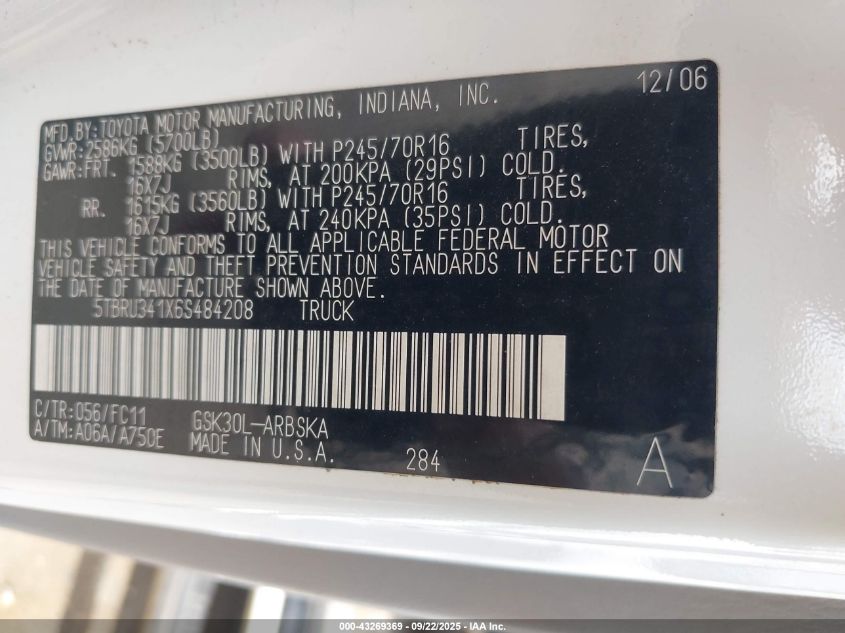 12/06
MFD.BY:TOYOTA MOTOR MANUFACTURING, INDIANA, INC.
GVWR:2586KG (5700LB)
GAWR:FRT. 1588KG (3500LB) WITH P245/70R16 TIRES,
16X7J RIMS, AT 200KPA (29PSI) COLD.
RR. 1615KG (3560LB) WITH P245/70R16 TIRES,
16X7J RIMS, AT 240KPA (35PSI) COLD.
THIS VEHICLE CONFORMS TO ALL APPLICABLE FEDERAL MOTOR
VEHICLE SAFETY AND THEFT PREVENTION STANDARDS IN EFFECT ON
THE DATE OF MANUFACTURE SHOWN ABOVE.
5TBRU341X6S484208 TRUCK
C/TR:056/FC11 GSK30L-ARBSKA
A/TM:A06A/A750E MADE IN U.S.A. 284 A
000-43269369 - 09/22/2025 - IAA Inc.